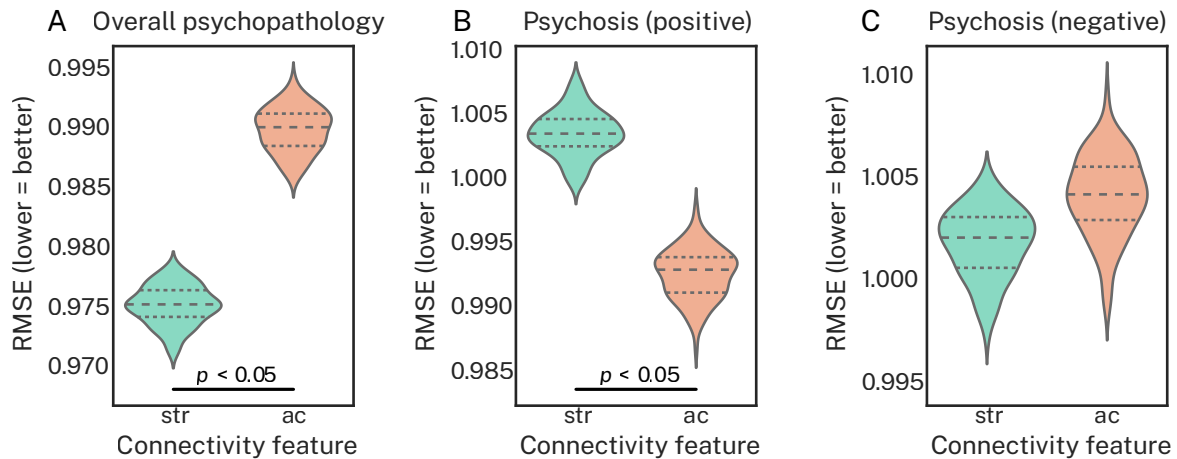 A Overall psychopathology
RMSE (lower = better)
0.995
0.990
0.985
0.980
0.975
0.970
p < 0.05
str ac
Connectivity feature
B Psychosis (positive)
RMSE (lower = better)
1.010
1.005
1.000
0.995
0.990
0.985
p < 0.05
str ac
Connectivity feature
C Psychosis (negative)
RMSE (lower = better)
1.010
1.005
1.000
0.995
str ac
Connectivity feature